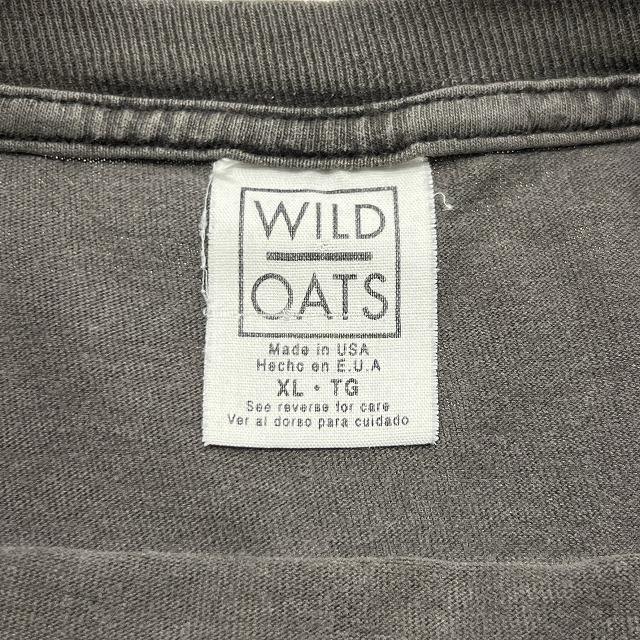 WILD
OATS
Made in USA
Hecho en E.U.A
XL • TG
See reverse for care
Ver al dorso para cuidado